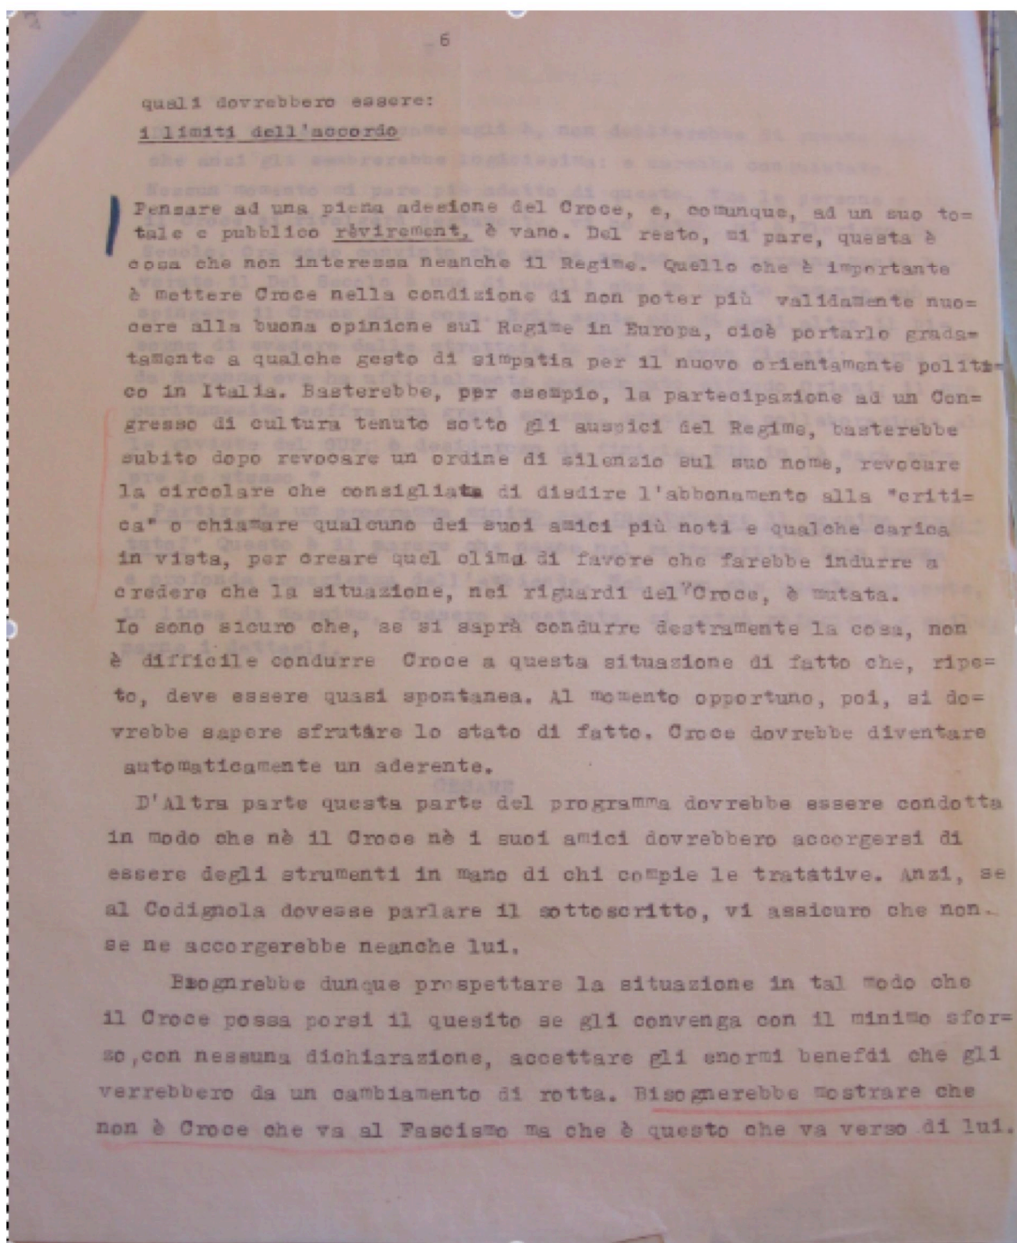 6
quali dovrebbero essere:
i limiti dell'accordo
Pensare ad una piena adesione del Croce, e, comunque, ad un suo to=
tale e pubblico rèvirement, è vano. Del resto, mi pare, questa è
cosa che non interessa neanche il Regime. Quello che è importante
è mettere Croce nella condizione di non poter più validamente nuo=
cere alla buona opinione sul Regime in Europa, cioè portarlo grada=
tamente a qualche gesto di simpatia per il nuovo orientamente politi=
co in Italia. Basterebbe, per esempio, la partecipazione ad un Con=
gresso di cultura tenuto sotto gli auspici del Regime, basterebbe
subito dopo revocare un ordine di silenzio sul suo nome, revocare
la circolare che consigliata di disdire l'abbonamento alla "criti=
ca" o chiamare qualcuno dei suoi amici più noti e qualche carica
in vista, per creare quel clima di favore che farebbe indurre a
credere che la situazione, nei riguardi del Croce, è mutata.
Io sono sicuro che, se si saprà condurre destramente la cosa, non
è difficile condurre Croce a questa situazione di fatto che, ripe=
to, deve essere quasi spontanea. Al momento opportuno, poi, si do=
vrebbe sapere sfrutare lo stato di fatto. Croce dovrebbe diventare
automaticamente un aderente.
D'Altra parte questa parte del programma dovrebbe essere condotta
in modo che nè il Croce nè i suoi amici dovrebbero accorgersi di
essere degli strumenti in mano di chi compie le tratative. Anzi, se
al Codignola dovesse parlare il sottoscritto, vi assicuro che non
se ne accorgerebbe neanche lui.
Bsognrebbe dunque prospettare la situazione in tal modo che
il Croce possa porsi il quesito se gli convenga con il minimo sfor=
zo,con nessuna dichiarazione, accettare gli enormi benefdi che gli
verrebbero da un cambiamento di rotta. Bisognerebbe mostrare che
non è Croce che va al Fascismo ma che è questo che va verso di lui.